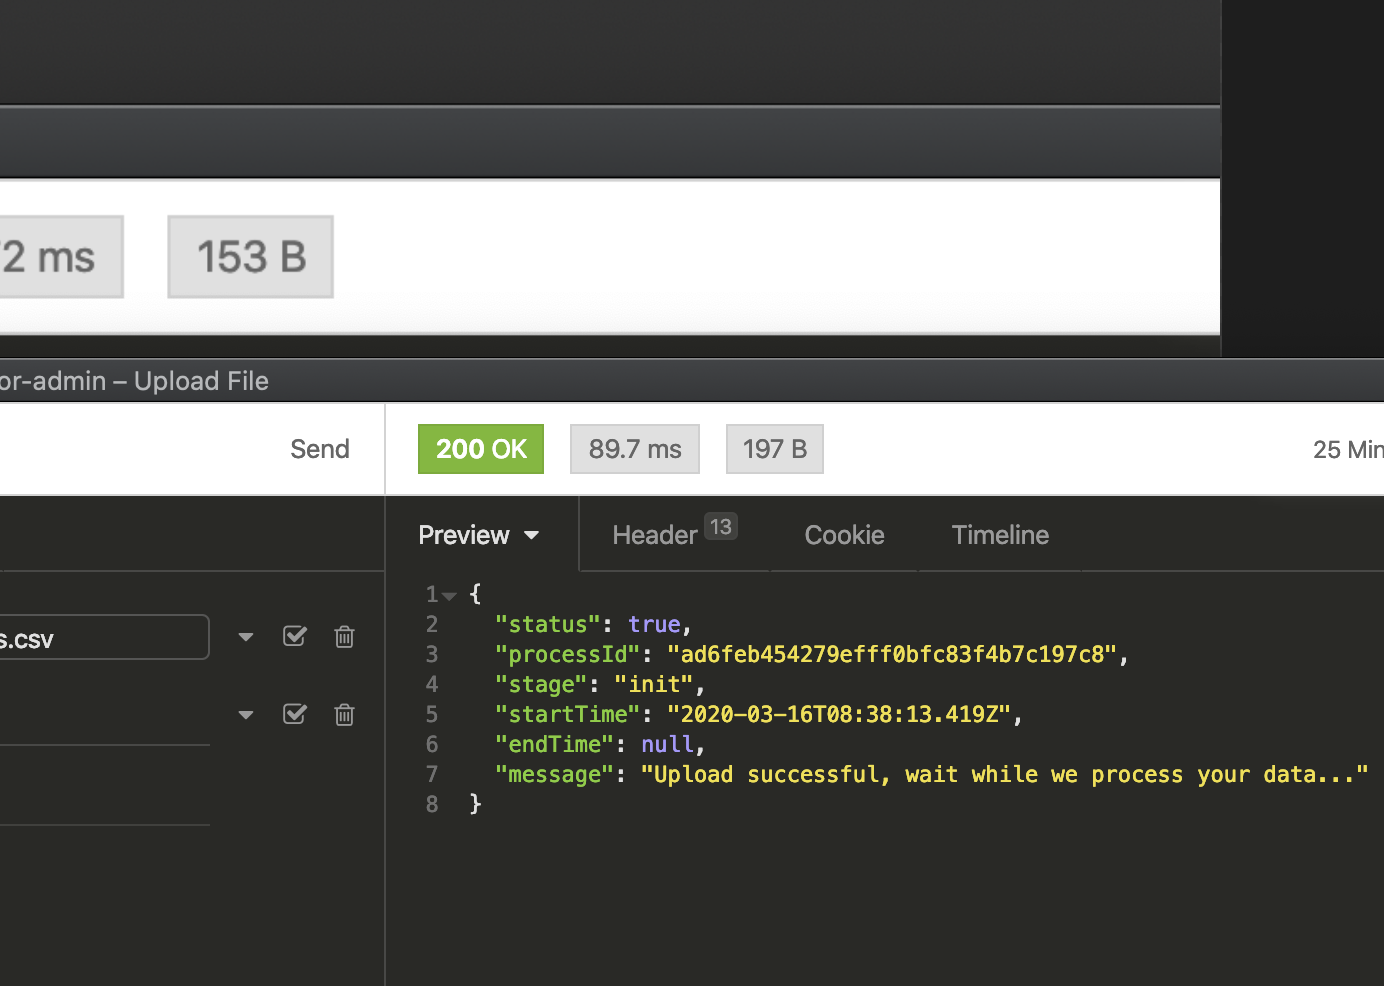 2 ms 153 B
or-admin – Upload File
Send 200 OK 89.7 ms 197 B 25 Min
Preview Header 13 Cookie Timeline
1 {
2 "status": true,
3 "processId": "ad6feb454279efff0bfc83f4b7c197c8",
4 "stage": "init",
5 "startTime": "2020-03-16T08:38:13.419Z",
6 "endTime": null,
7 "message": "Upload successful, wait while we process your data..."
8 }
s.csv